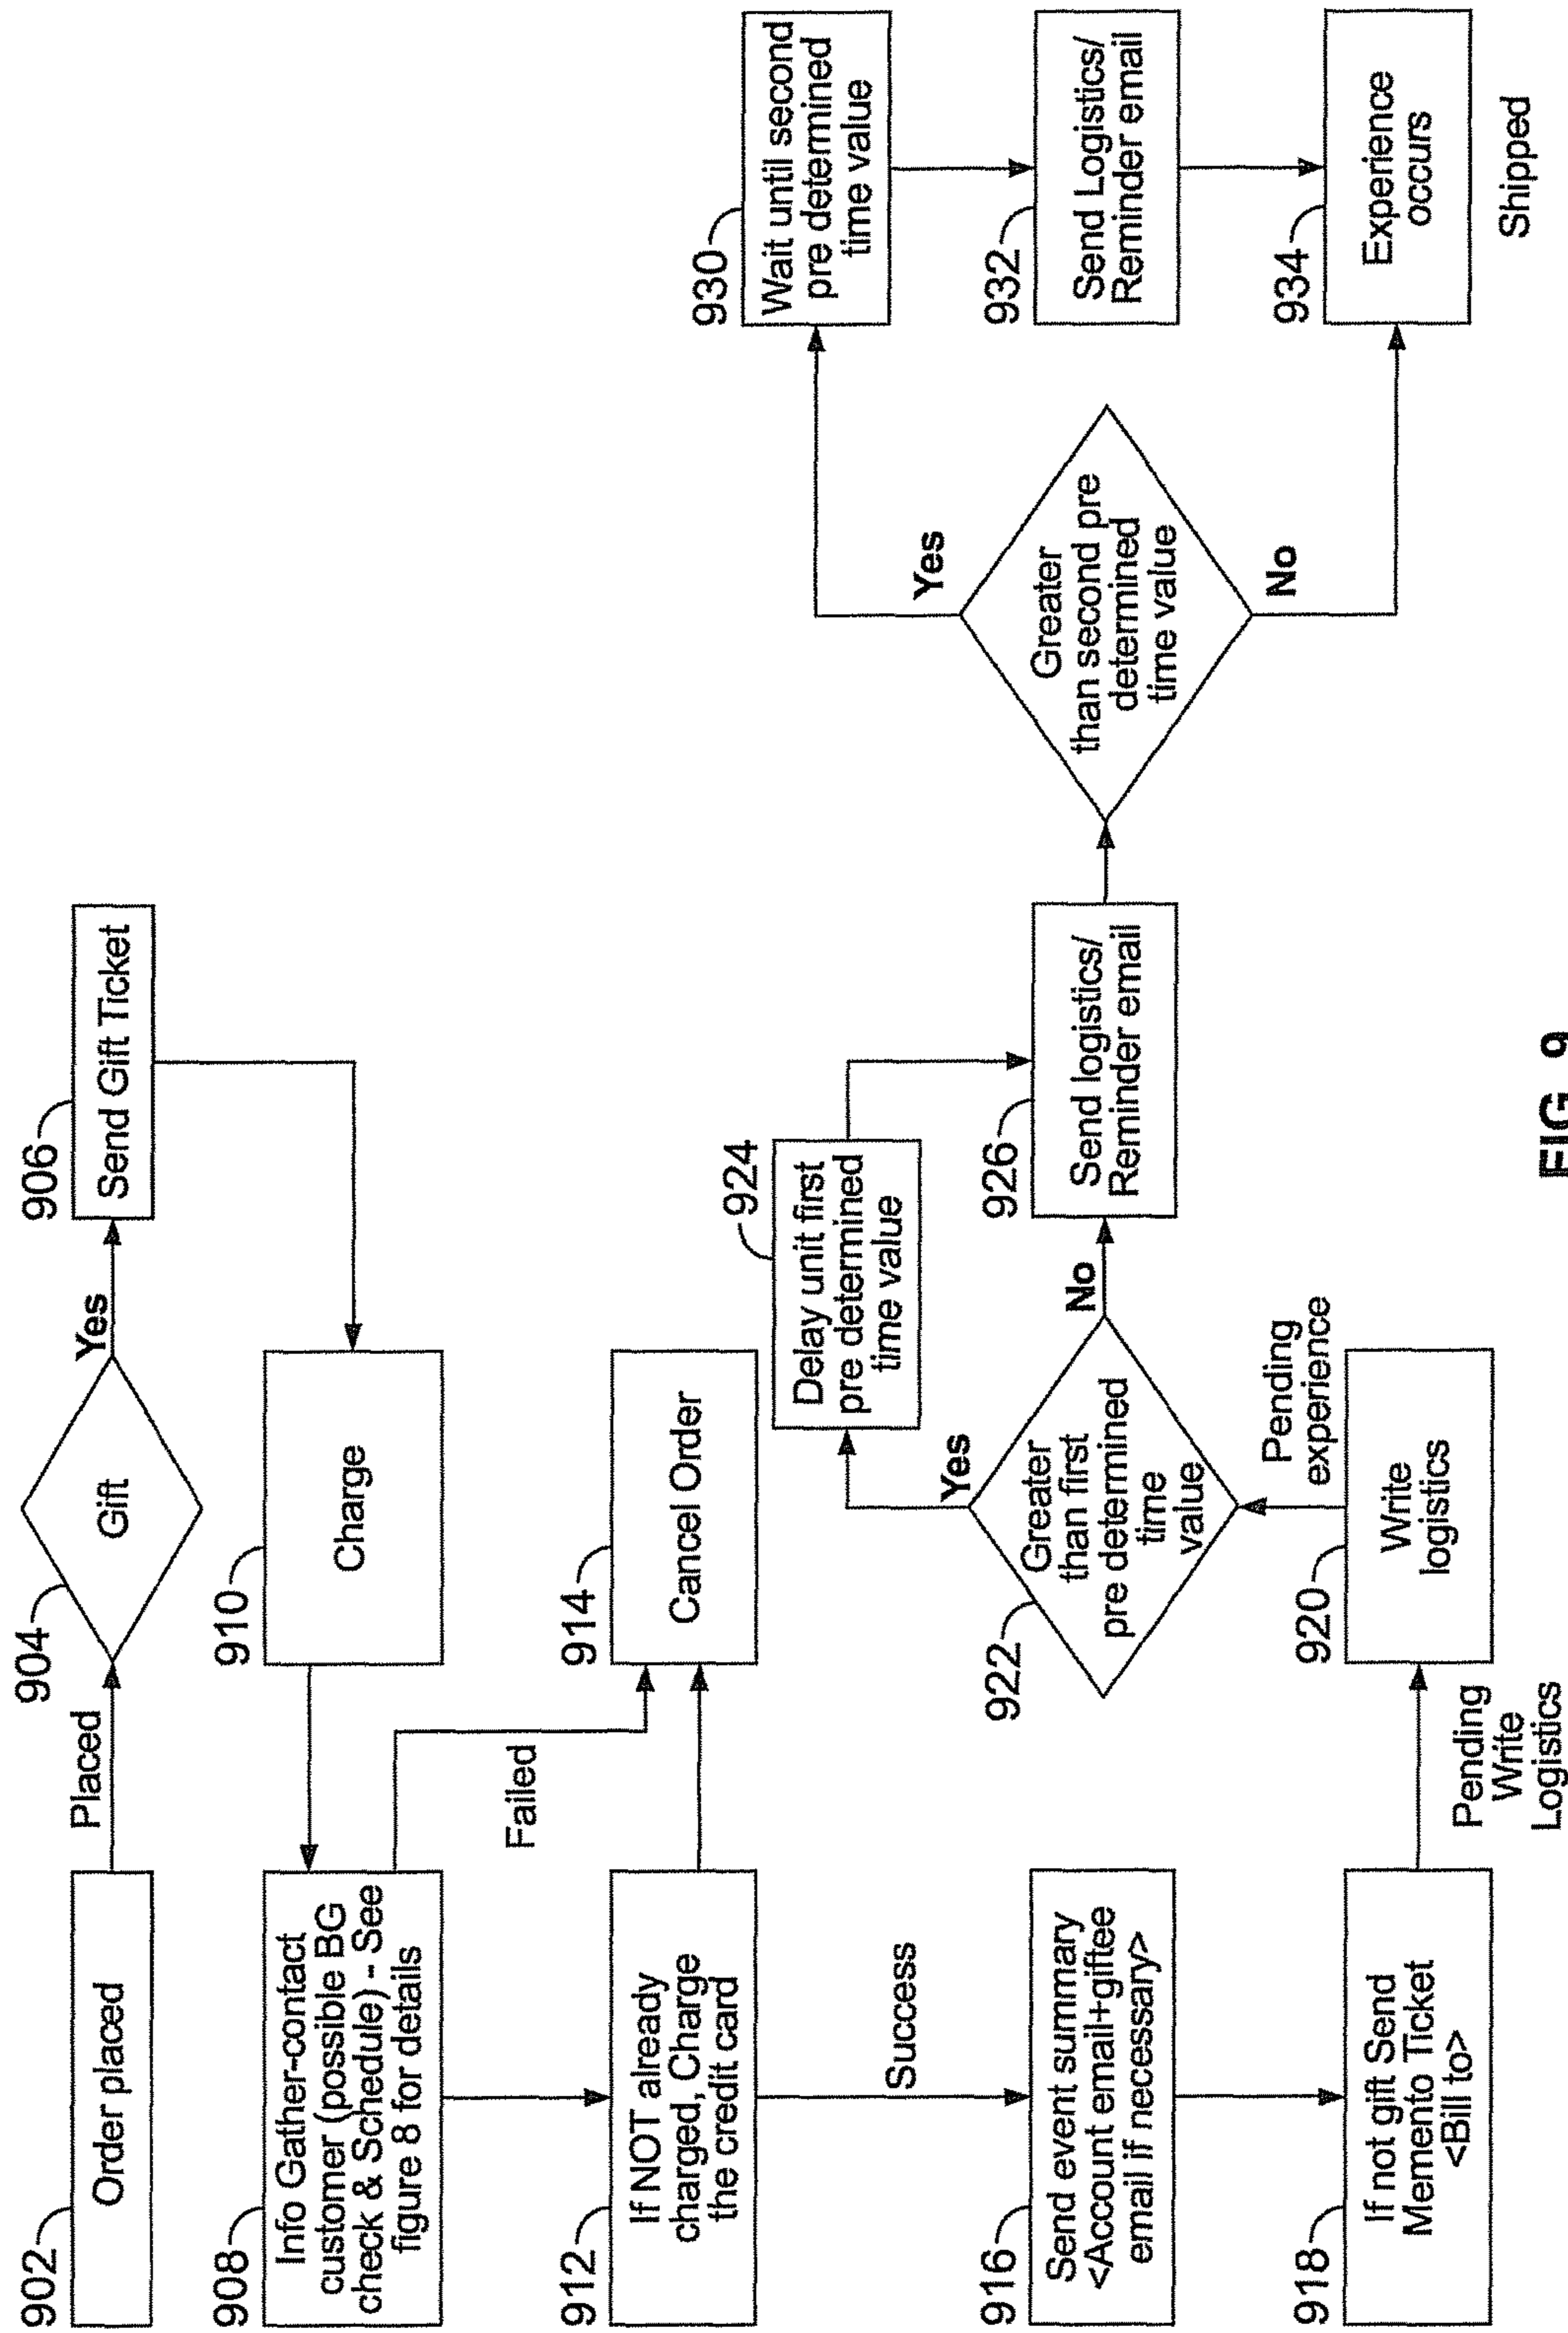 902
Order placed
Placed
904
Gift
Yes
906
Send Gift Ticket
908
Info Gather-contact
customer (possible BG
check & Schedule) - See
figure 8 for details
910
Charge
Failed
912
If NOT already
charged, Charge
the credit card
914
Cancel Order
Success
916
Send event summary
<Account email+giftee
email if necessary>
918
If not gift Send
Memento Ticket
<Bill to>
Pending
Write
Logistics
920
Write
logistics
Pending
experience
922
Greater
than first
pre determined
time
value
Yes
No
924
Delay unit first
pre determined
time value
926
Send logistics/
Reminder email
Greater
than second pre
determined
time value
Yes
No
930
Wait until second
pre determined
time value
932
Send Logistics/
Reminder email
934
Experience
occurs
Shipped
FIG. 9